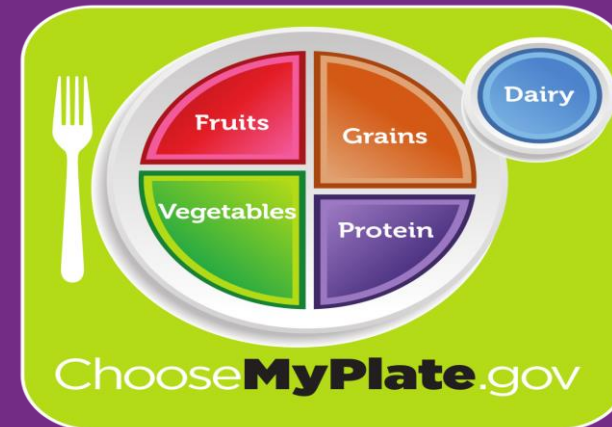 Fruits
Grains
Dairy
Vegetables
Protein
ChooseMyPlate.gov